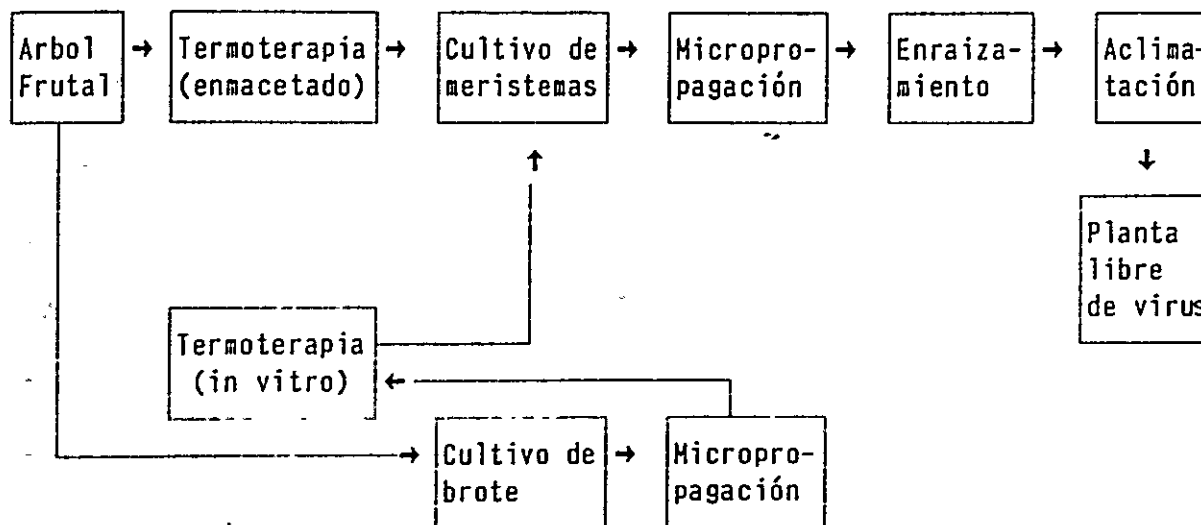 Arbol
Frutal
→
Termoterapia
(enmacetado)
→
Cultivo de
meristemas
→
Micropro-
pagación
→
Enraiza-
miento
→
Aclima-
tación
↓
Planta
libre
de virus
↑
Termoterapia
(in vitro)
←
→
Cultivo de
brote
→
Micropro-
pagación